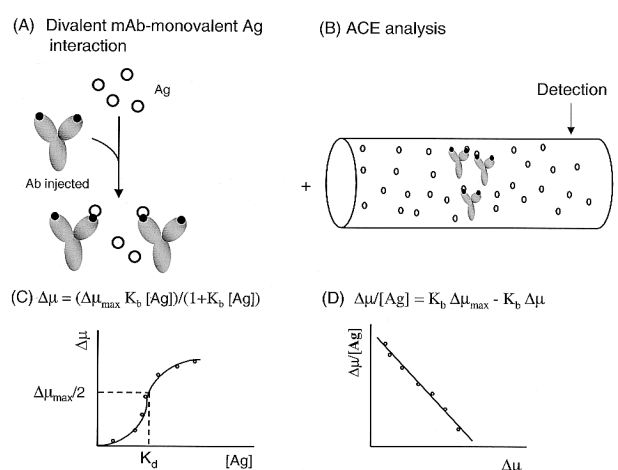 (A) Divalent mAb-monovalent Ag
interaction
Ag
Ab injected
(B) ACE analysis
Detection
+
(C) Δμ = (Δμmax Kb [Ag])/(1+Kb [Ag])
Δμ
Δμmax/2
Kd
[Ag]
(D) Δμ/[Ag] = Kb Δμmax - Kb Δμ
Δμ/[Ag]
Δμ